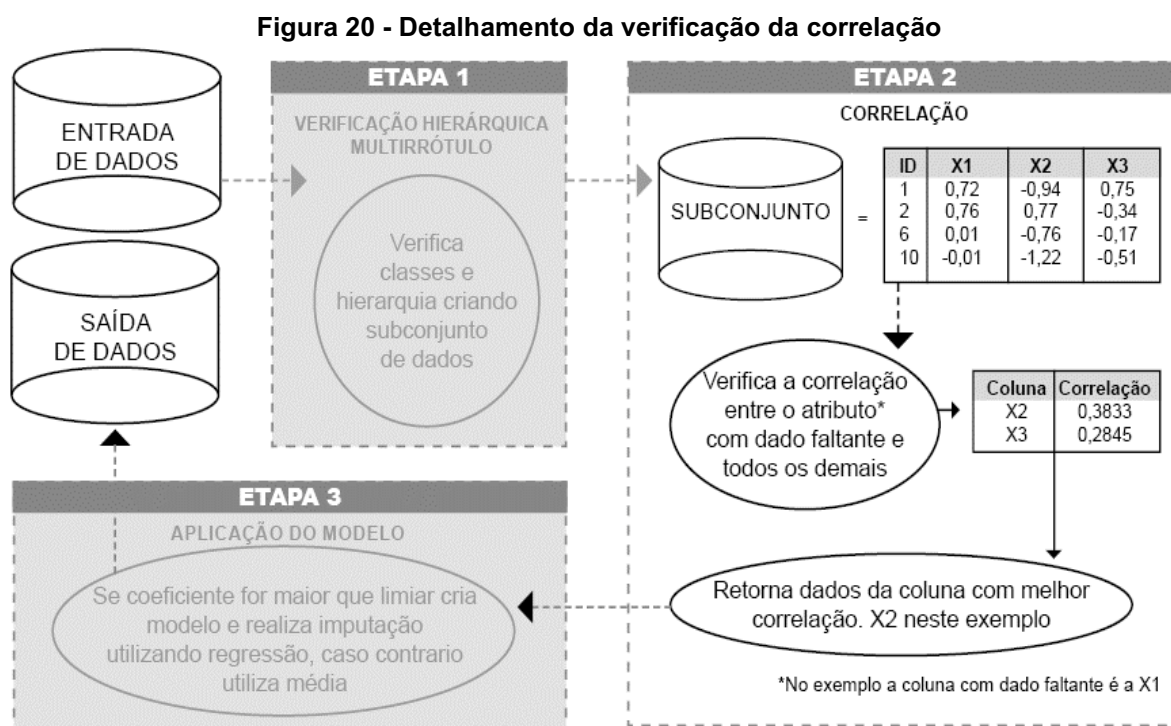 Figura 20 - Detalhamento da verificação da correlação
ENTRADA
DE DADOS
SAÍDA
DE DADOS
ETAPA 1
VERIFICAÇÃO HIERÁRQUICA
MULTIRRÓTULO
Verifica
classes e
hierarquia criando
subconjunto
de dados
ETAPA 2
CORRELAÇÃO
SUBCONJUNTO
=
ID X1 X2 X3
1 0,72 -0,94 0,75
2 0,76 0,77 -0,34
6 0,01 -0,76 -0,17
10 -0,01 -1,22 -0,51
Verifica a correlação
entre o atributo*
com dado faltante e
todos os demais
Coluna Correlação
X2 0,3833
X3 0,2845
Retorna dados da coluna com melhor
correlação. X2 neste exemplo
*No exemplo a coluna com dado faltante é a X1
ETAPA 3
APLICAÇÃO DO MODELO
Se coeficiente for maior que limiar cria
modelo e realiza imputação
utilizando regressão, caso contrario
utiliza média